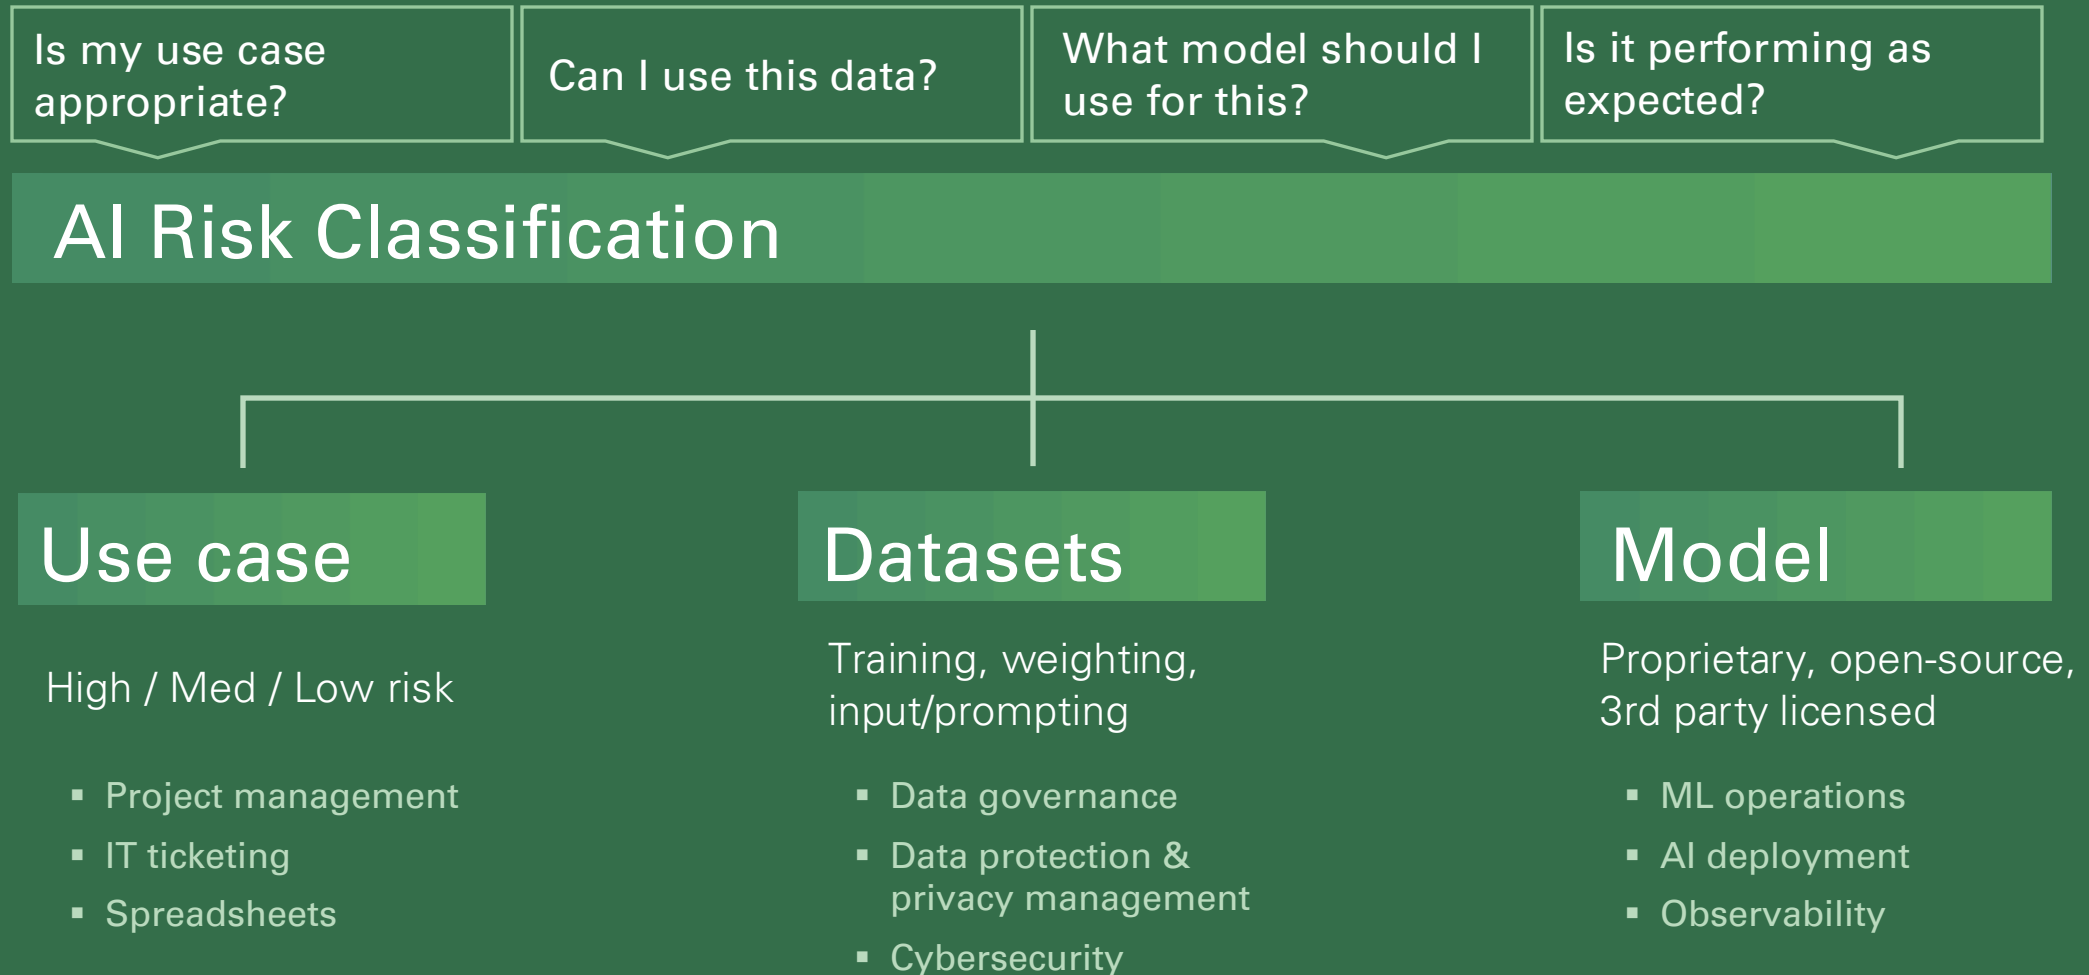 Is my use case
appropriate?
Can I use this data?
What model should I
use for this?
Is it performing as
expected?
AI Risk Classification
Use case
High / Med / Low risk
▪ Project management
▪ IT ticketing
▪ Spreadsheets
Datasets
Training, weighting,
input/prompting
▪ Data governance
▪ Data protection &
privacy management
▪ Cybersecurity
Model
Proprietary, open-source,
3rd party licensed
▪ ML operations
▪ AI deployment
▪ Observability